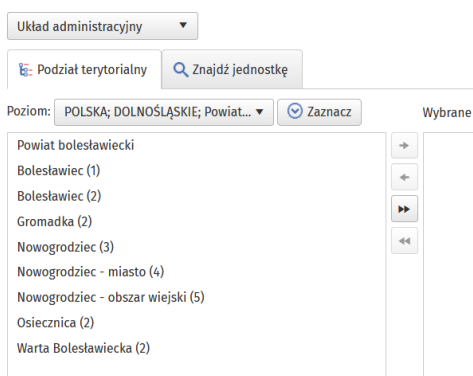 Układ administracyjny
Podział terytorialny
Znajdź jednostkę
Poziom: POLSKA; DOLNOŚLĄSKIE; Powiat... Zaznacz
Wybrane
Powiat bolesławiecki
Bolesławiec (1)
Bolesławiec (2)
Gromadka (2)
Nowogrodziec (3)
Nowogrodziec - miasto (4)
Nowogrodziec - obszar wiejski (5)
Osiecznica (2)
Warta Bolesławiecka (2)